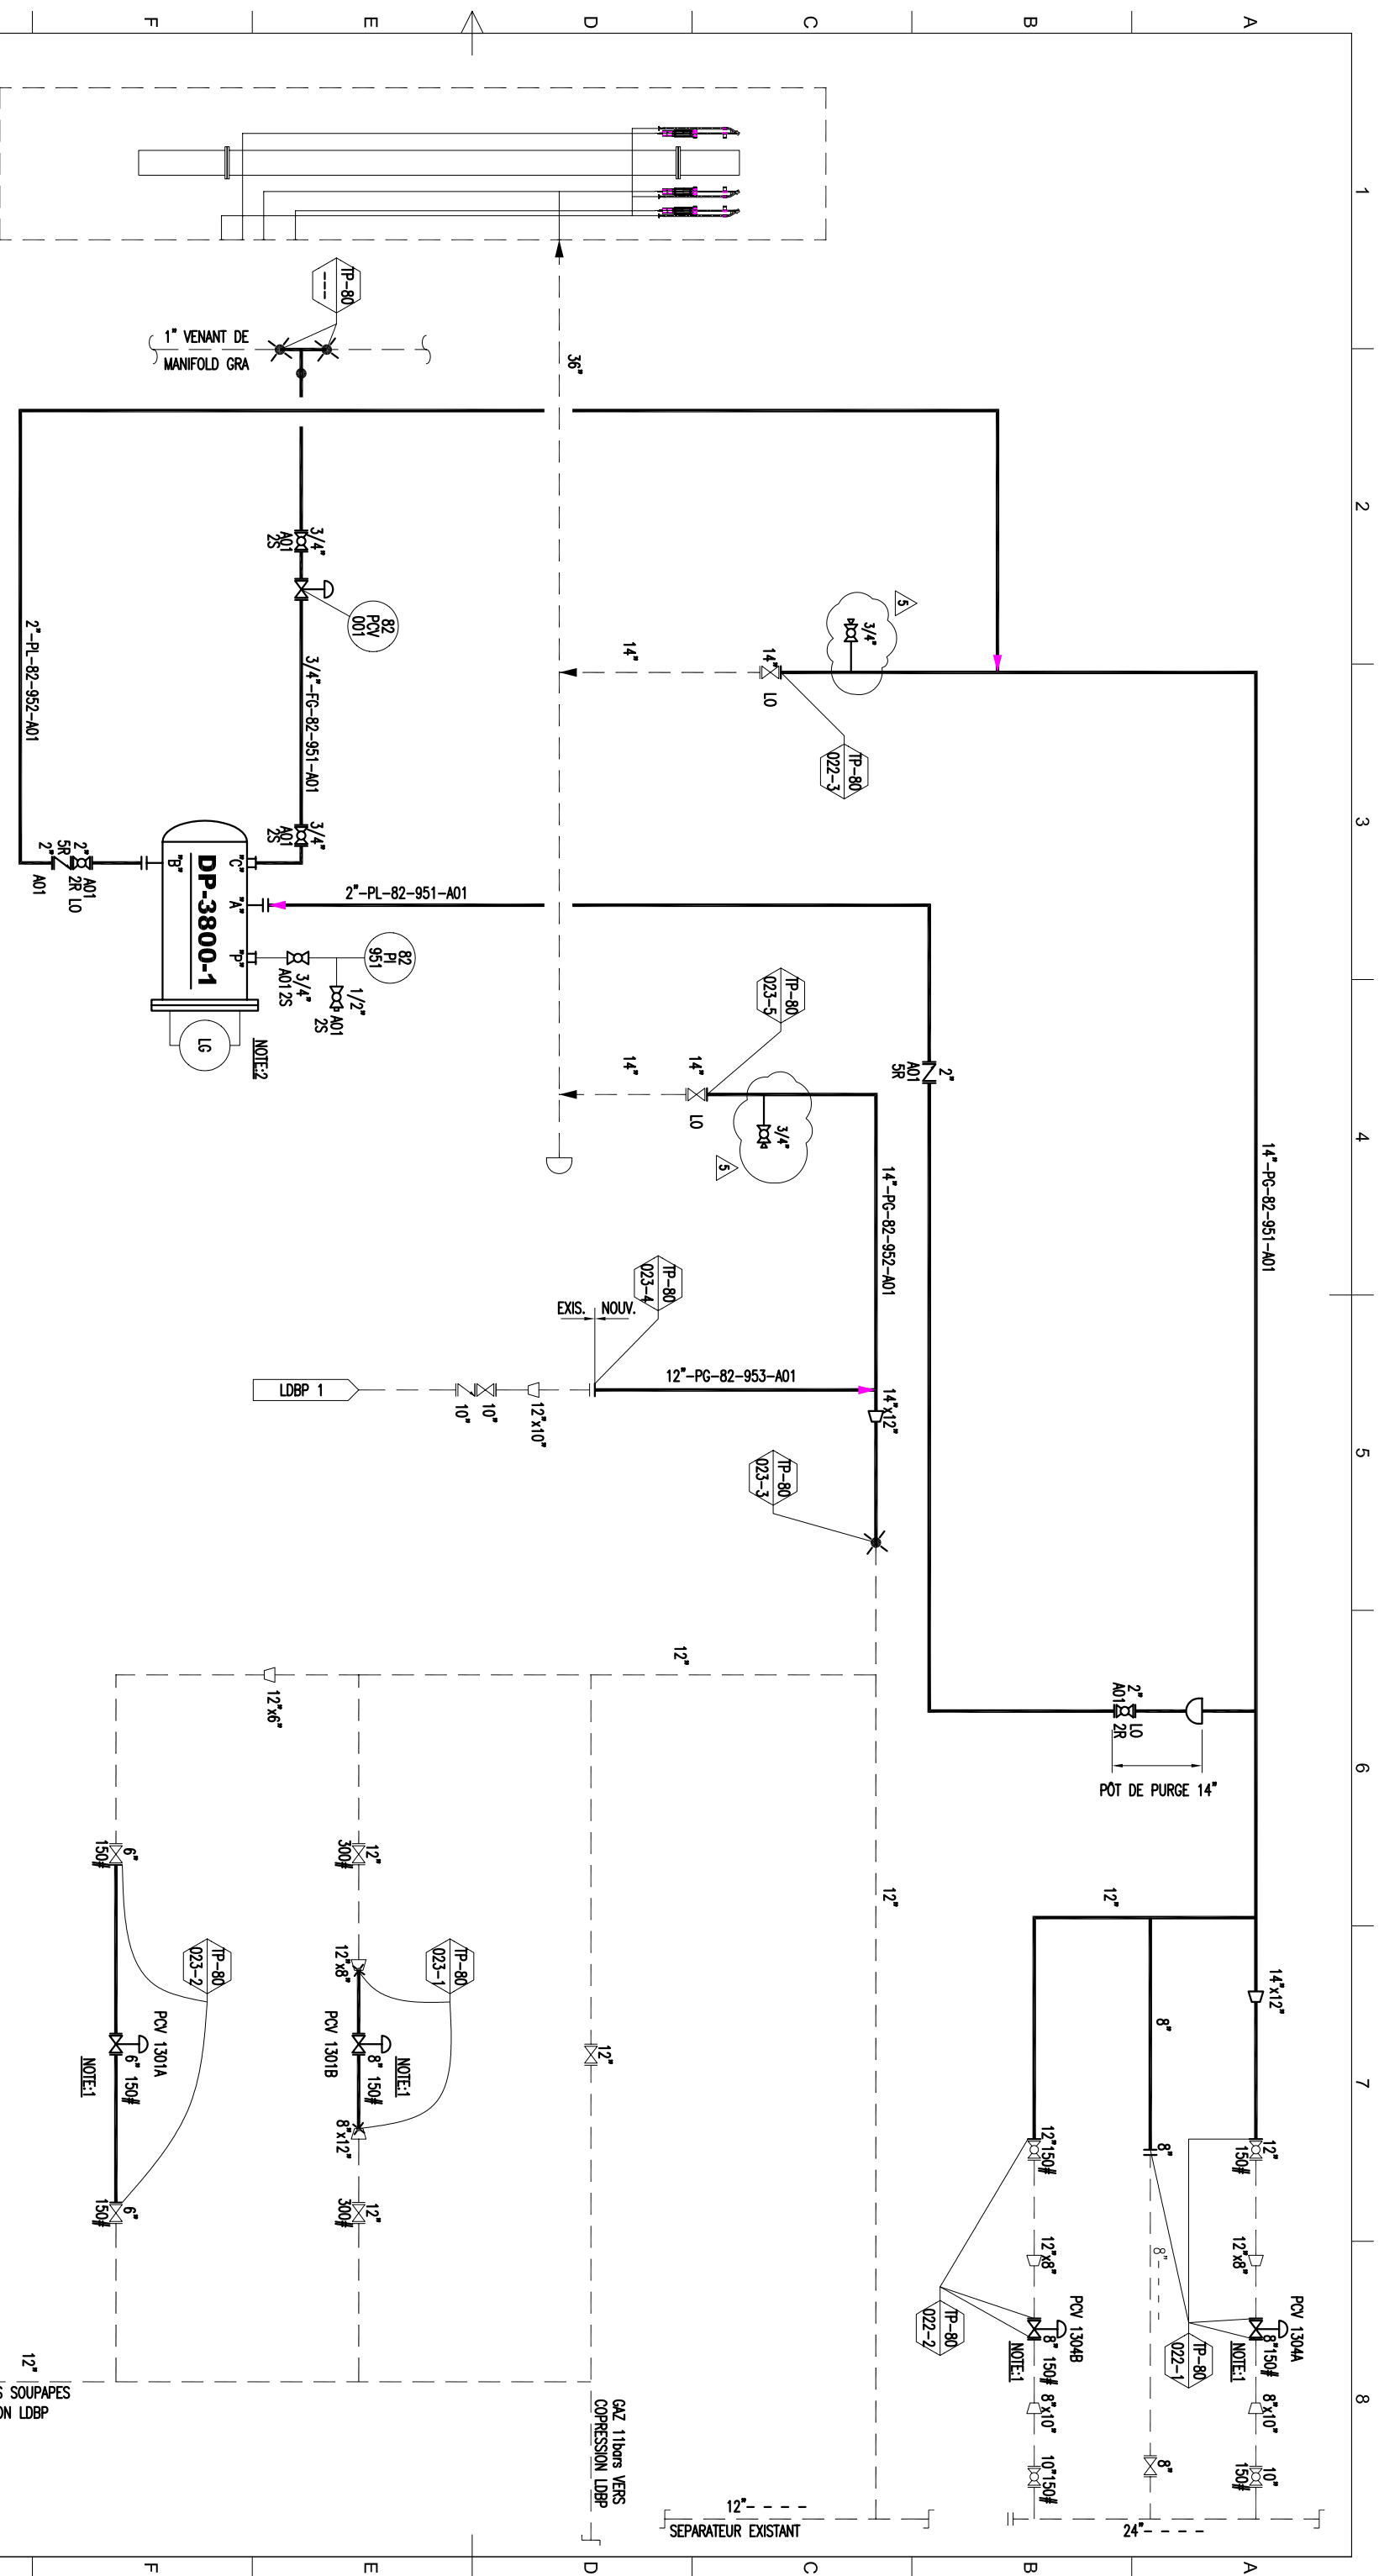 F
E
D
C
B
A
1
2
3
4
5
6
7
8
TP-80
---
1" VENANT DE
MANIFOLD GRA
36"
2"-PL-82-952-A01
3/4"
A01
2S
82
PCV
001
3/4"-FG-82-951-A01
3/4"
A01
2S
14"
14"
LO
3/4"
5
TP-80
022-3
2"
5R
A01
2"
A01
2R LO
"B"
"C"
"A"
"P"
DP-3800-1
LG
NOTE:2
2"-PL-82-951-A01
82
PI
951
3/4"
A01 2S
1/2"
A01
2S
TP-80
023-5
14"
14"
LO
3/4"
5
2"
A01
5R
14"-PG-82-951-A01
14"-PG-82-952-A01
TP-80
023-4
EXIS.
NOUV.
12"-PG-82-953-A01
14"x12"
LDBP 1
10"
10"
12"x10"
TP-80
023-3
12"
12"x6"
2"
A01
LO
2R
PÔT DE PURGE 14"
12"
12"
6"
150#
12"
300#
TP-80
023-2
TP-80
023-1
12"x8"
PCV 1301A
6" 150#
NOTE:1
PCV 1301B
8" 150#
NOTE:1
8"x12"
12"
14"x12"
8"
6"
150#
12"
300#
12"
150#
8"
12"
150#
12"x8"
8"----
12"x8"
PCV 1304A
8"150#
NOTE:1
PCV 1304B
8" 150#
NOTE:1
TP-80
022-1
TP-80
022-2
8"x10"
8"x10"
10"150#
8"
10"
150#
12"
S SOUPAPES
ON LDBP
GAZ 11bars VERS
COPRESSION LDBP
12"----
SEPARATEUR EXISTANT
24"----
F
E
D
C
B
A